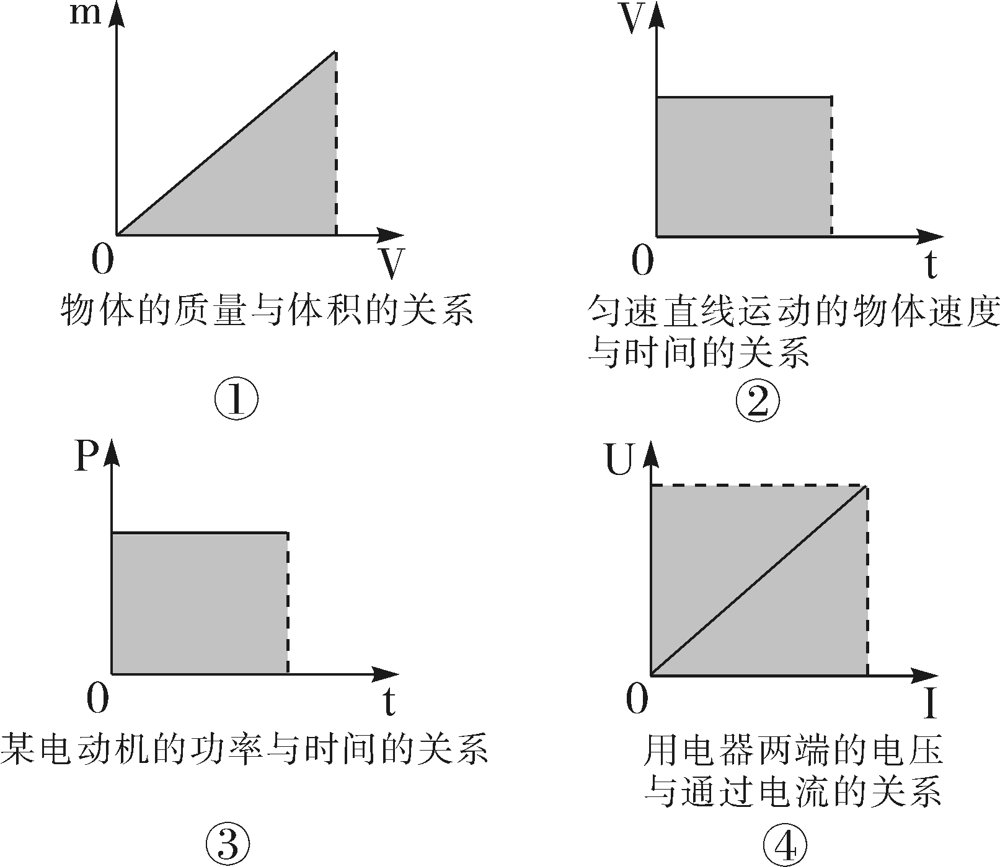 m
0
V
物体的质量与体积的关系
①
V
0
t
匀速直线运动的物体速度
与时间的关系
②
P
0
t
某电动机的功率与时间的关系
③
U
0
I
用电器两端的电压
与通过电流的关系
④